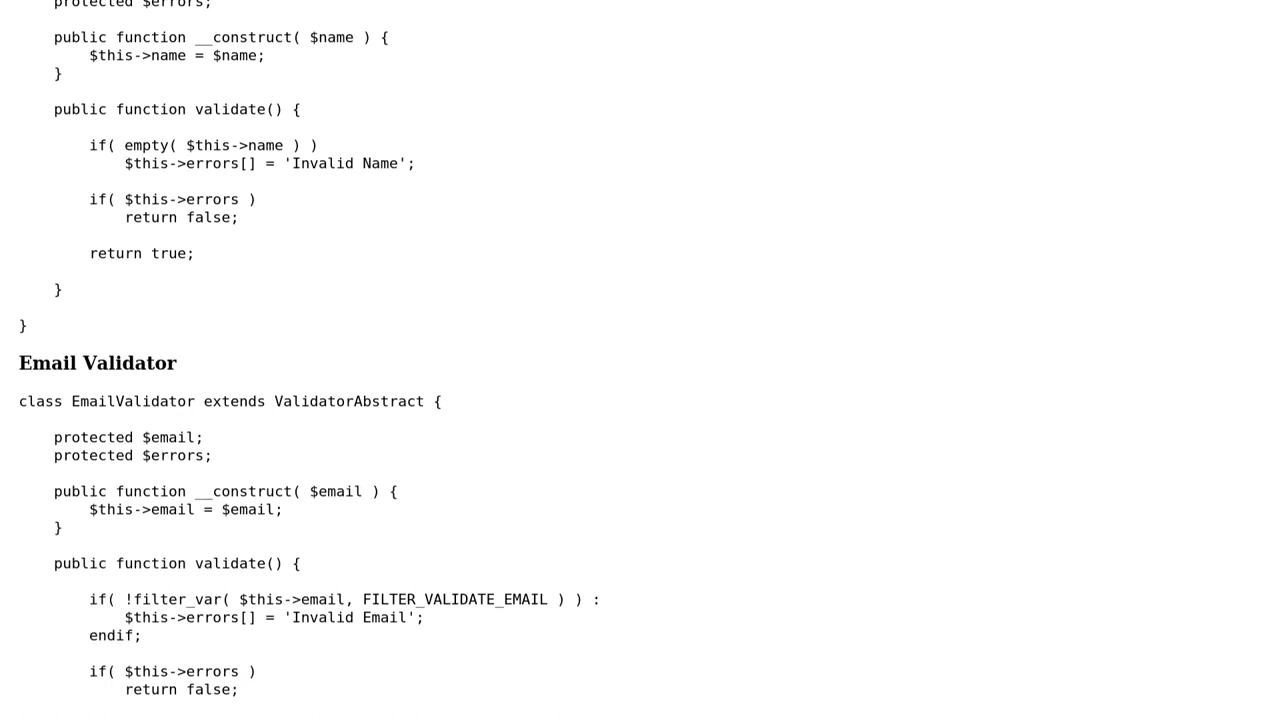 protected $errors;
public function __construct( $name ) {
$this->name = $name;
}
public function validate() {
if( empty( $this->name ) )
$this->errors[] = 'Invalid Name';
if( $this->errors )
return false;
return true;
}
}
Email Validator
class EmailValidator extends ValidatorAbstract {
protected $email;
protected $errors;
public function __construct( $email ) {
$this->email = $email;
}
public function validate() {
if( !filter_var( $this->email, FILTER_VALIDATE_EMAIL ) ) :
$this->errors[] = 'Invalid Email';
endif;
if( $this->errors )
return false;